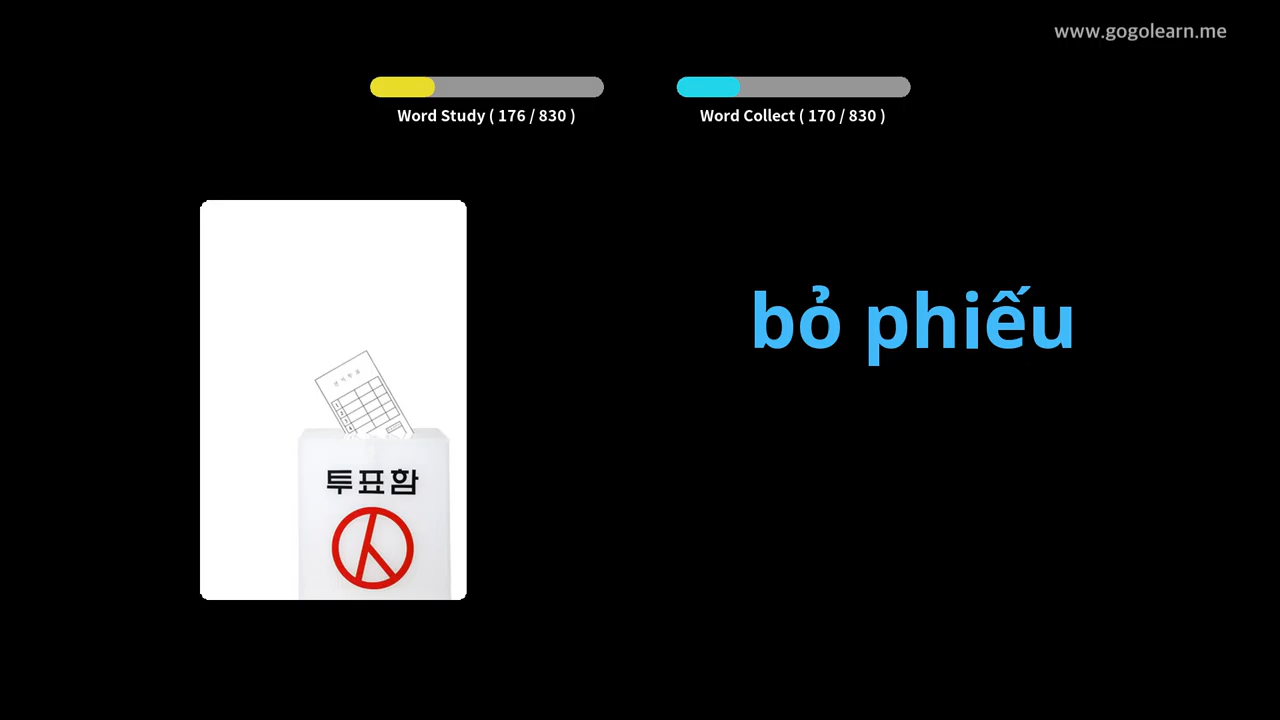 www.gogolearn.me
Word Study ( 176 / 830 )
Word Collect ( 170 / 830 )
bỏ phiếu
투표함